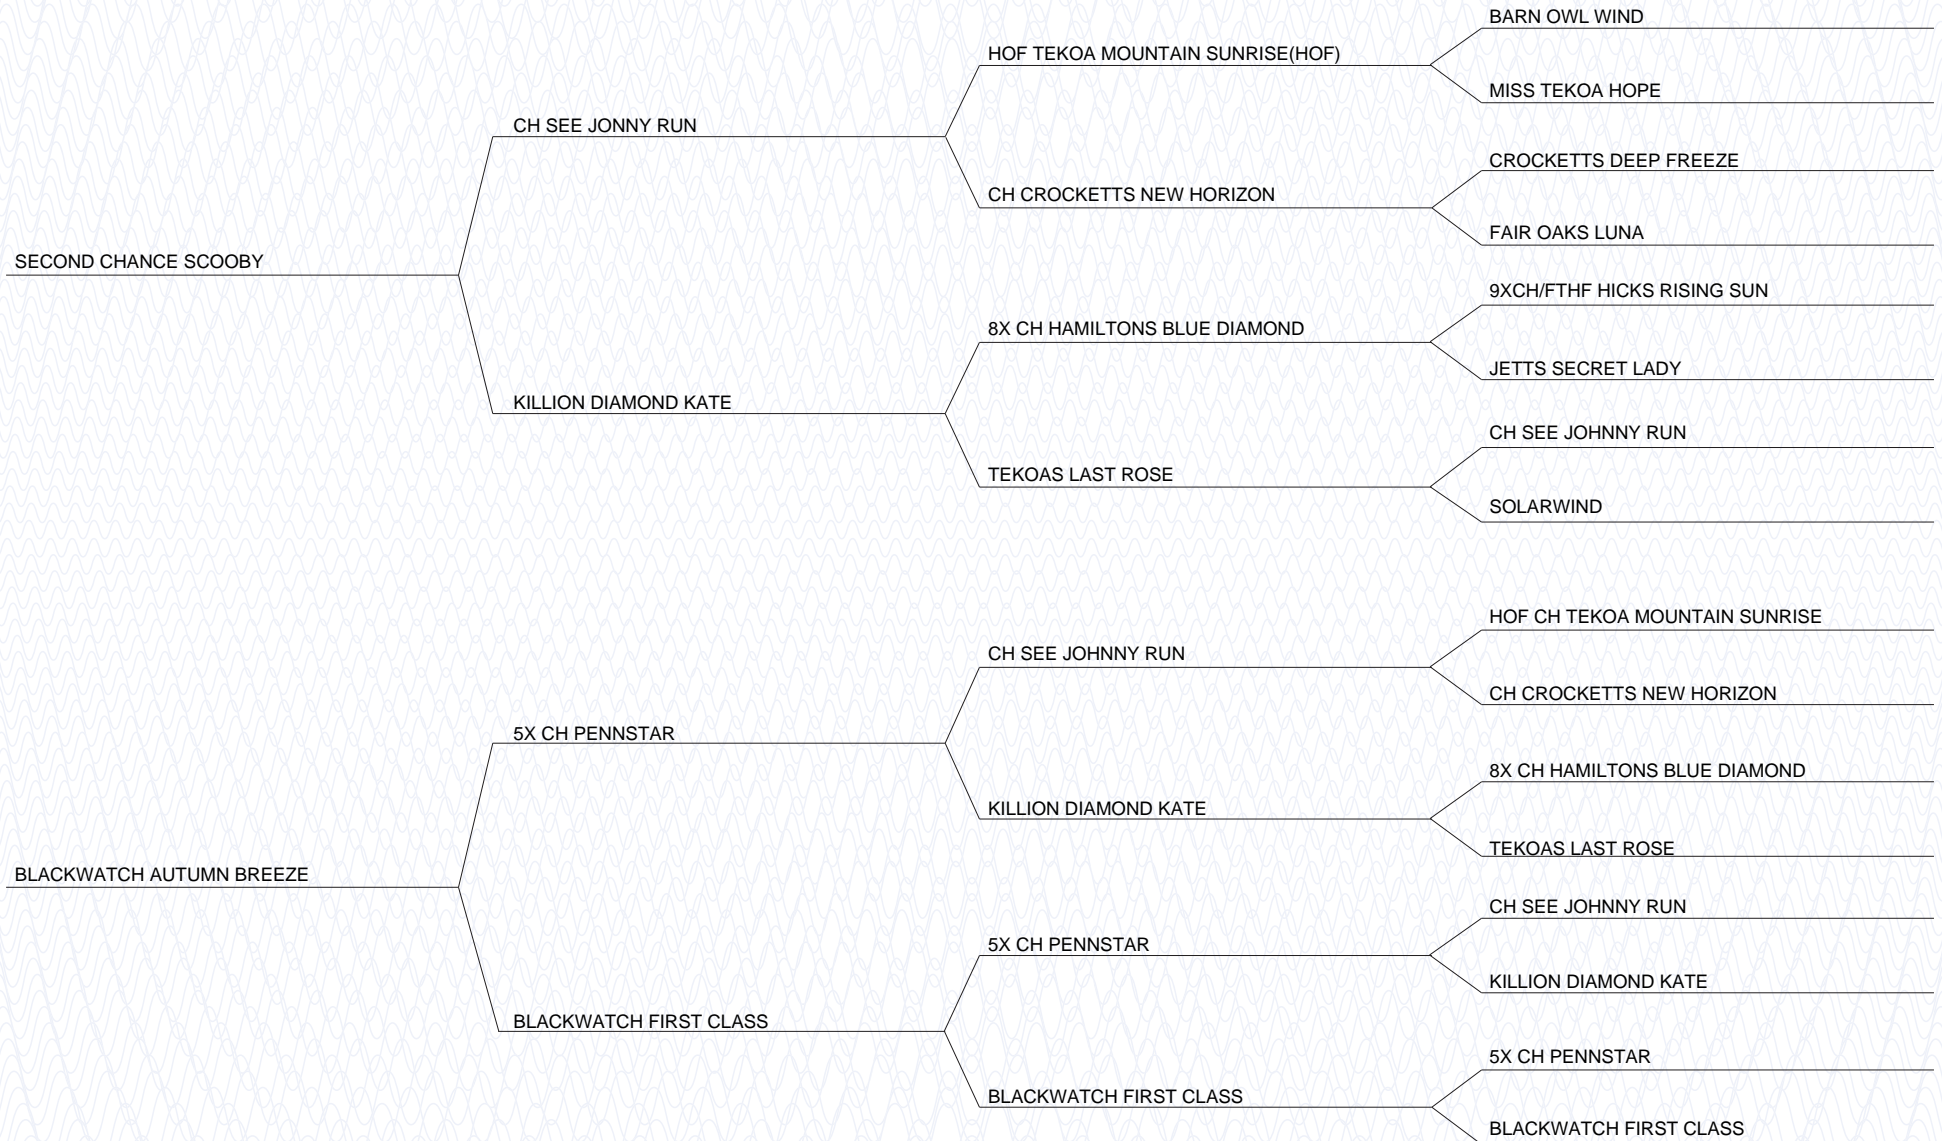 BARN OWL WIND
HOF TEKOA MOUNTAIN SUNRISE(HOF)
MISS TEKOA HOPE
CH SEE JONNY RUN
CROCKETTS DEEP FREEZE
CH CROCKETTS NEW HORIZON
FAIR OAKS LUNA
SECOND CHANCE SCOOBY
9XCH/FTHF HICKS RISING SUN
8X CH HAMILTONS BLUE DIAMOND
JETTS SECRET LADY
KILLION DIAMOND KATE
CH SEE JOHNNY RUN
TEKOAS LAST ROSE
SOLARWIND
HOF CH TEKOA MOUNTAIN SUNRISE
CH SEE JOHNNY RUN
CH CROCKETTS NEW HORIZON
5X CH PENNSTAR
8X CH HAMILTONS BLUE DIAMOND
KILLION DIAMOND KATE
TEKOAS LAST ROSE
BLACKWATCH AUTUMN BREEZE
CH SEE JOHNNY RUN
5X CH PENNSTAR
KILLION DIAMOND KATE
BLACKWATCH FIRST CLASS
5X CH PENNSTAR
BLACKWATCH FIRST CLASS
BLACKWATCH FIRST CLASS